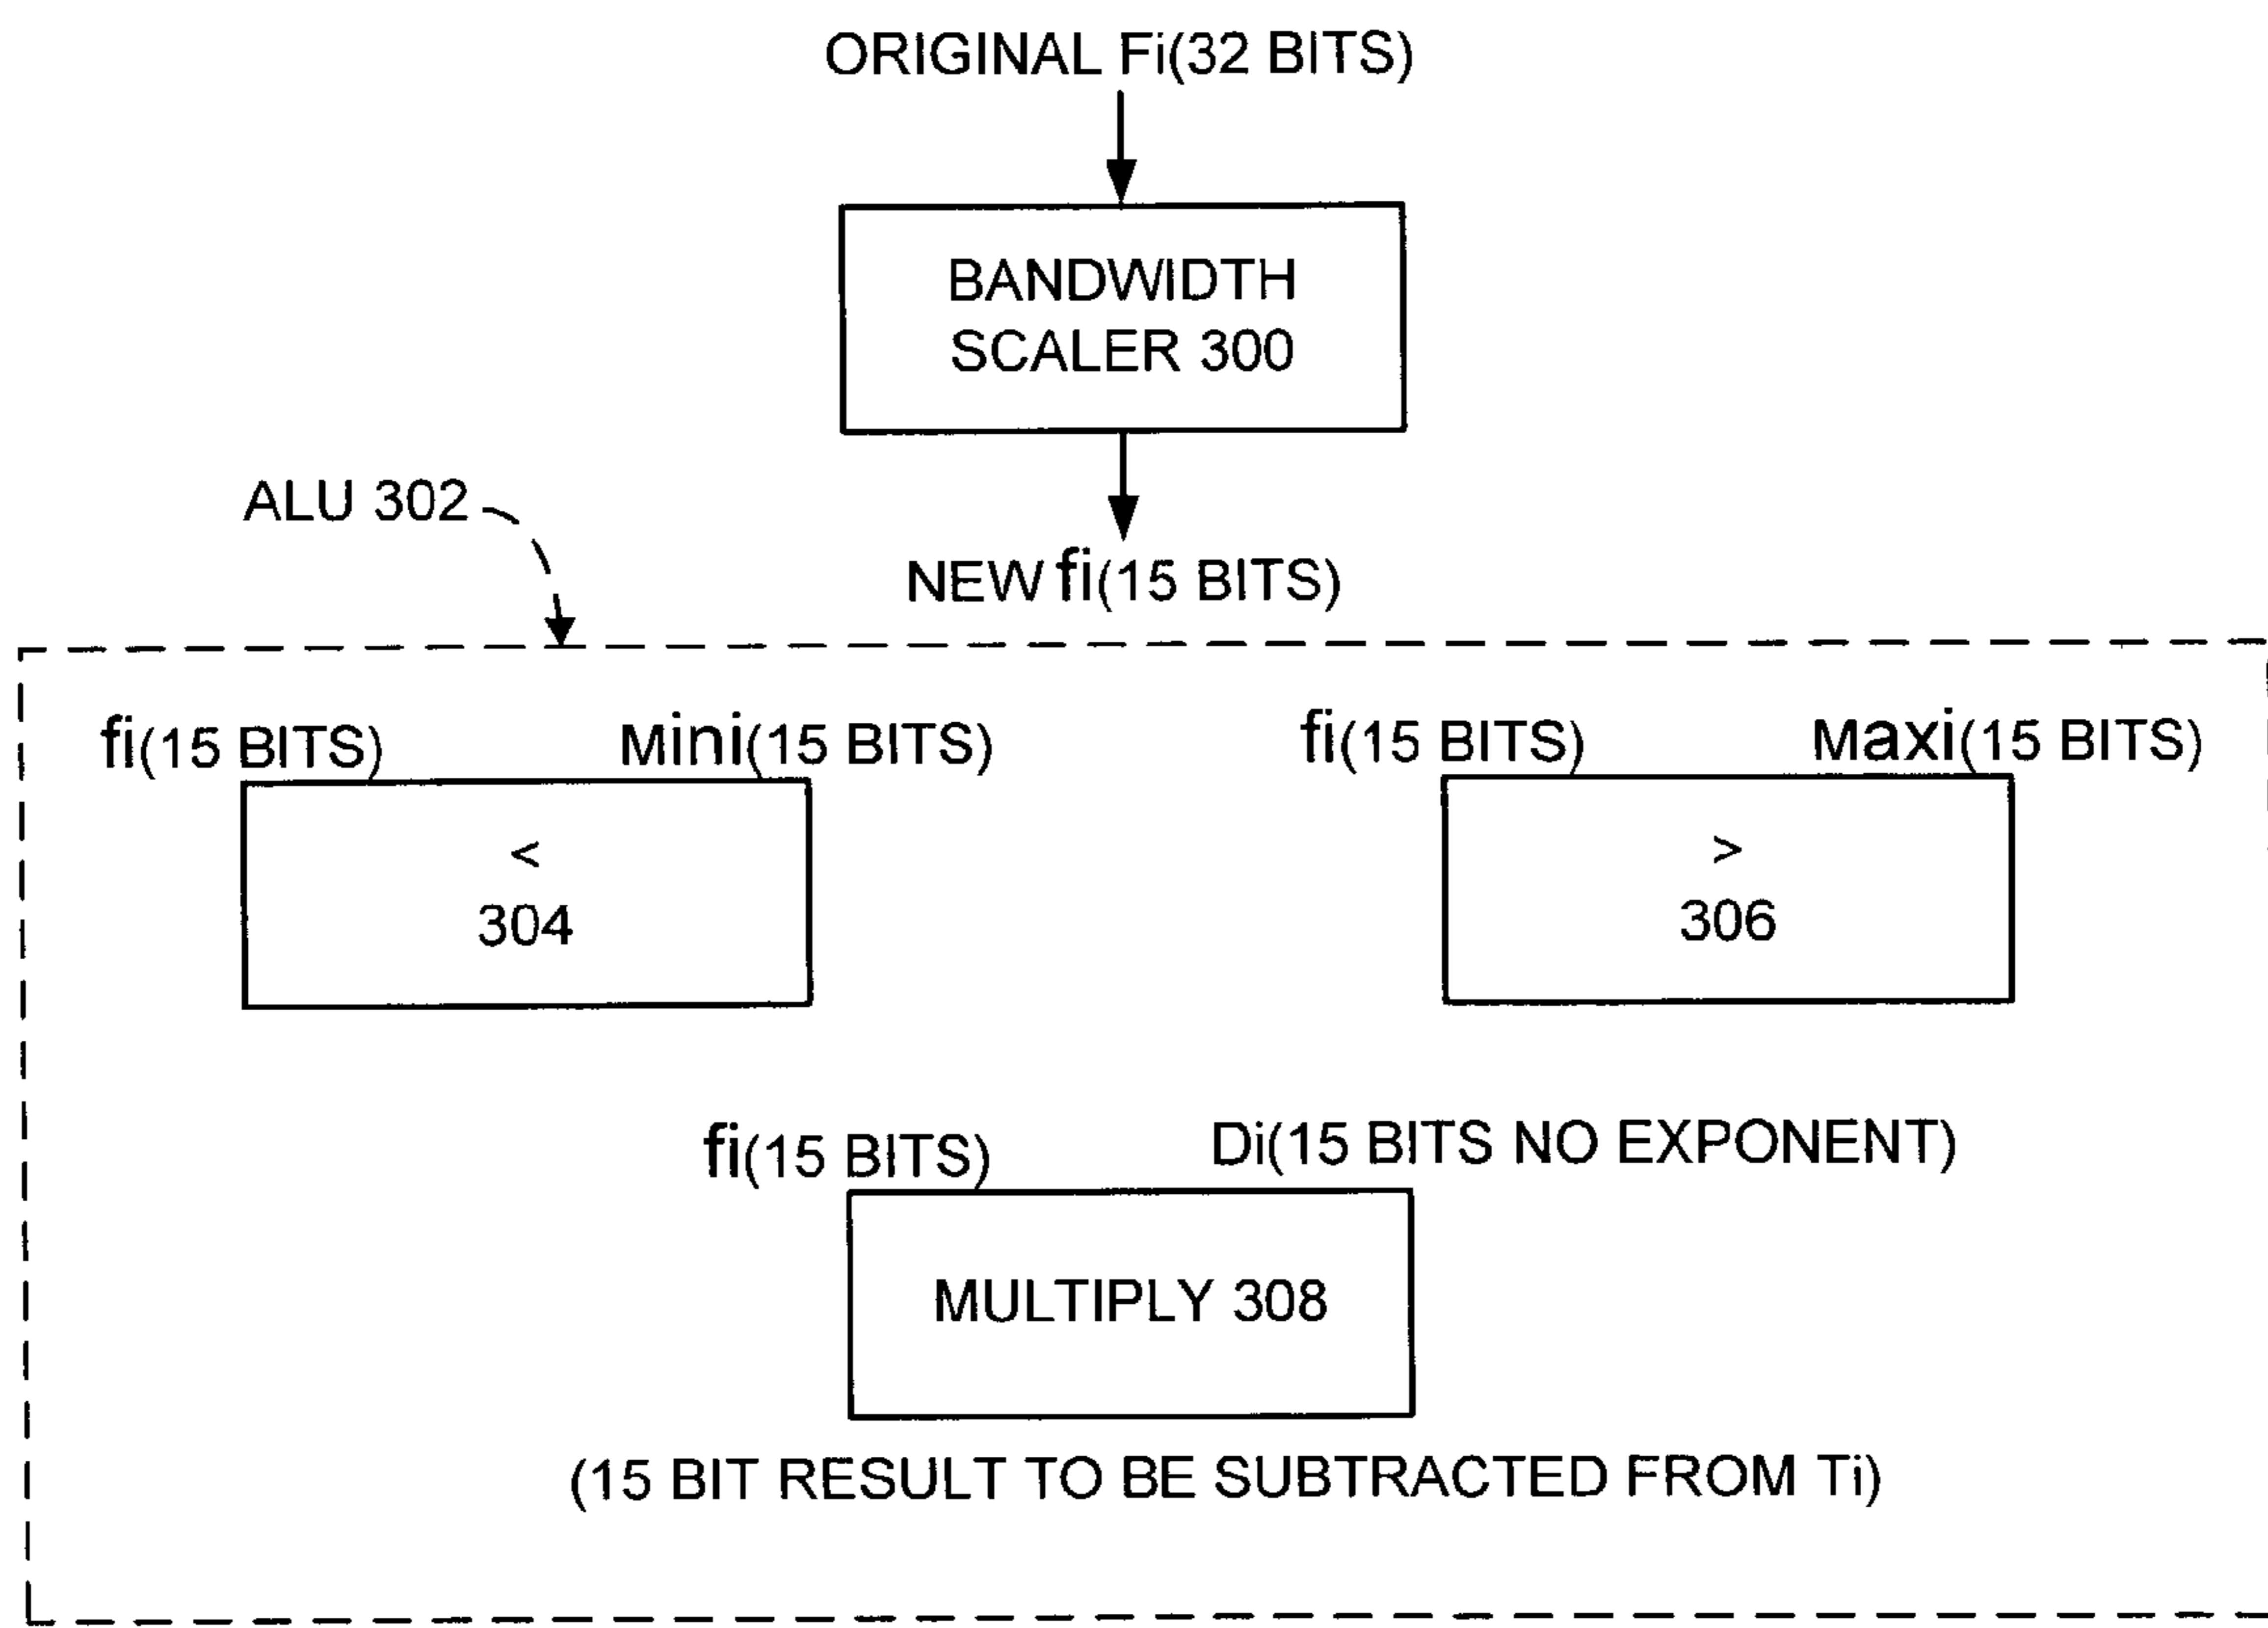 ORIGINAL Fi(32 BITS)
BANDWIDTH
SCALER 300
ALU 302
NEW fi(15 BITS)
fi(15 BITS) Mini(15 BITS) fi(15 BITS) Maxi(15 BITS)
< >
304 306
fi(15 BITS) Di(15 BITS NO EXPONENT)
MULTIPLY 308
(15 BIT RESULT TO BE SUBTRACTED FROM Ti)